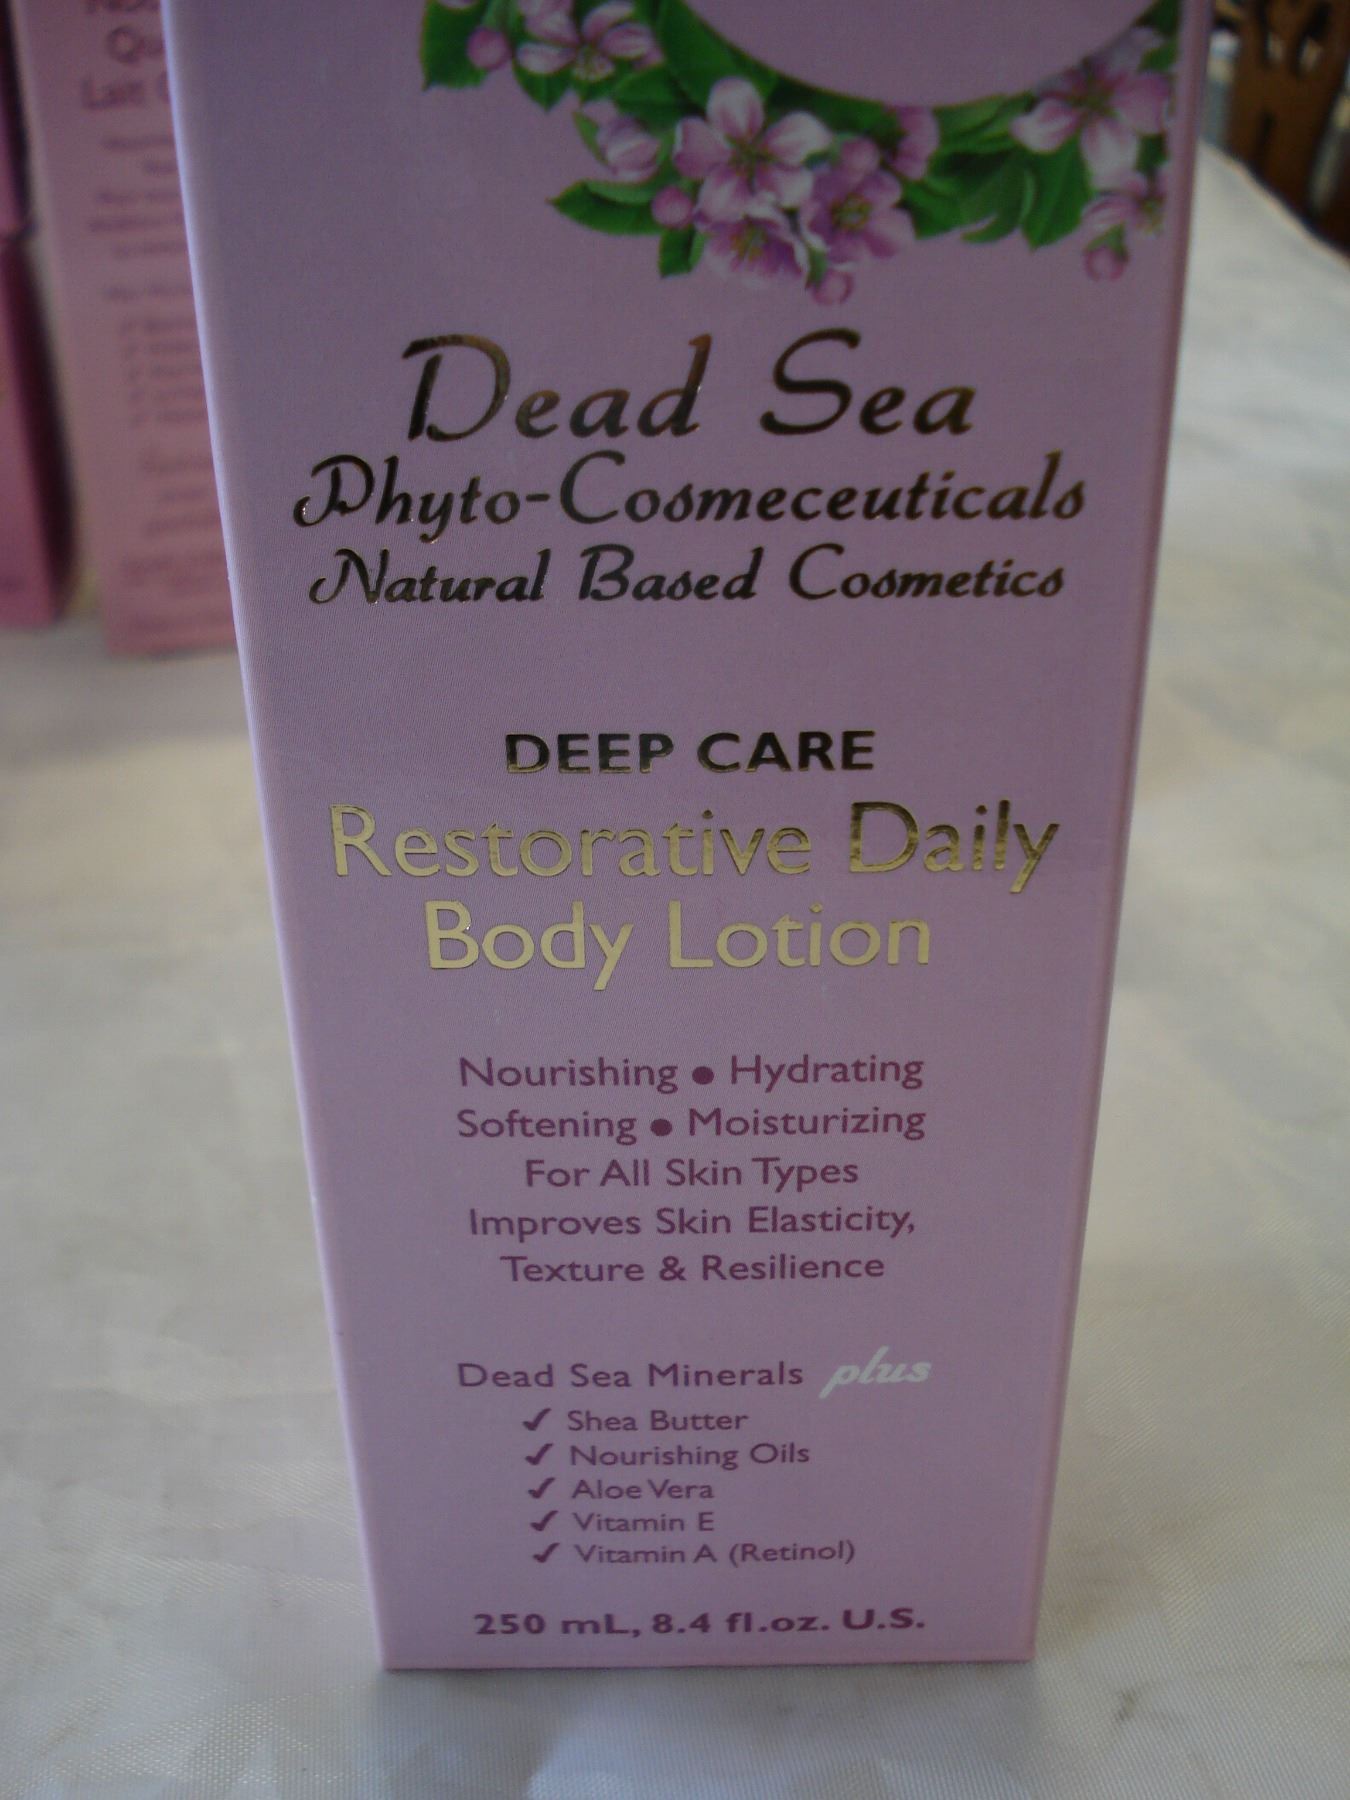 Dead Sea
Phyto-Cosmeceuticals
Natural Based Cosmetics
DEEP CARE
Restorative Daily
Body Lotion
Nourishing ● Hydrating
Softening ● Moisturizing
For All Skin Types
Improves Skin Elasticity,
Texture & Resilience
Dead Sea Minerals plus
✓ Shea Butter
✓ Nourishing Oils
✓ Aloe Vera
✓ Vitamin E
✓ Vitamin A (Retinol)
250 mL, 8.4 fl.oz. U.S.